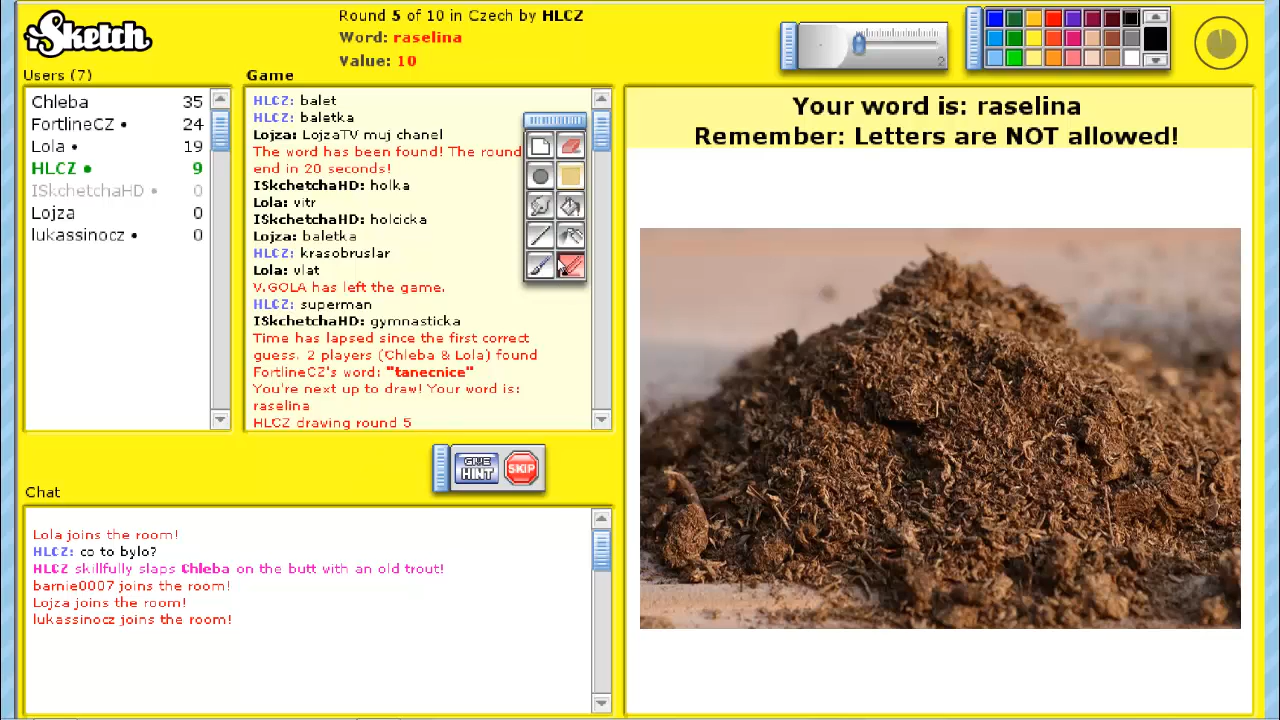 iSketch
Round 5 of 10 in Czech by HLCZ
Word: raselina
Value: 10
Users (7)
Chleba 35
FortlineCZ • 24
Lola • 19
HLCZ • 9
ISkchetchaHD • 0
Lojza 0
lukassinocz • 0
Game
HLCZ: balet
HLCZ: baletka
Lojza: LojzaTV muj chanel
The word has been found! The round
end in 20 seconds!
ISkchetchaHD: holka
Lola: vitr
ISkchetchaHD: holcicka
Lojza: baletka
HLCZ: krasobruslar
Lola: vlat
V.GOLA has left the game.
HLCZ: superman
ISkchetchaHD: gymnasticka
Time has lapsed since the first correct
guess. 2 players (Chleba & Lola) found
FortlineCZ's word: "tanecnice"
You're next up to draw! Your word is:
raselina
HLCZ drawing round 5
GIVE
HINT
SKIP
Chat
Lola joins the room!
HLCZ: co to bylo?
HLCZ skillfully slaps Chleba on the butt with an old trout!
barnie0007 joins the room!
Lojza joins the room!
lukassinocz joins the room!
2
Your word is: raselina
Remember: Letters are NOT allowed!